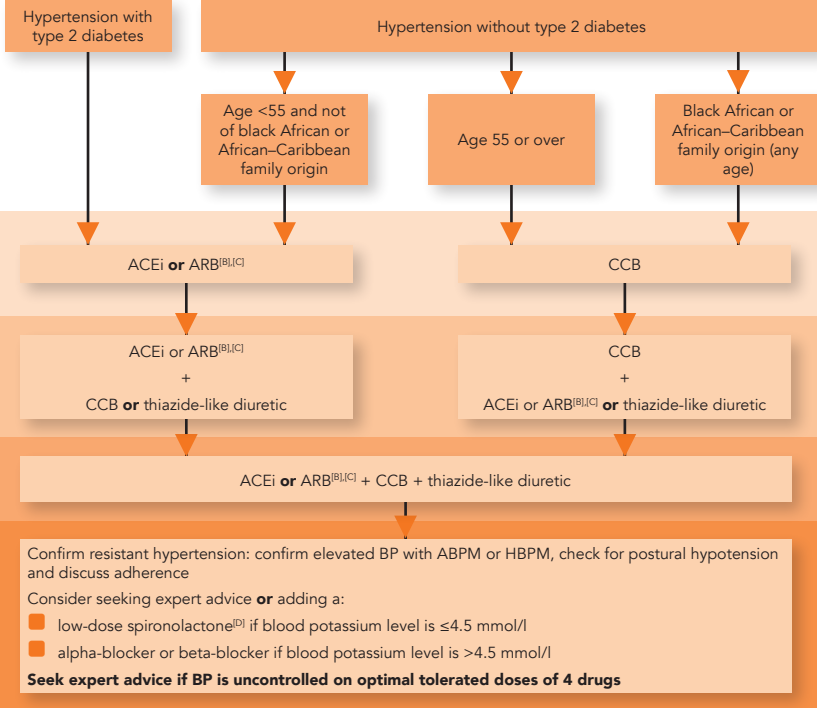 Hypertension with
type 2 diabetes
Hypertension without type 2 diabetes
Age <55 and not
of black African or
African–Caribbean
family origin
Age 55 or over
Black African or
African–Caribbean
family origin (any
age)
ACEi or ARB[B],[C]
CCB
ACEi or ARB[B],[C]
+
CCB or thiazide-like diuretic
CCB
+
ACEi or ARB[B],[C] or thiazide-like diuretic
ACEi or ARB[B],[C] + CCB + thiazide-like diuretic
Confirm resistant hypertension: confirm elevated BP with ABPM or HBPM, check for postural hypotension
and discuss adherence
Consider seeking expert advice or adding a:
low-dose spironolactone[D] if blood potassium level is ≤4.5 mmol/l
alpha-blocker or beta-blocker if blood potassium level is >4.5 mmol/l
Seek expert advice if BP is uncontrolled on optimal tolerated doses of 4 drugs